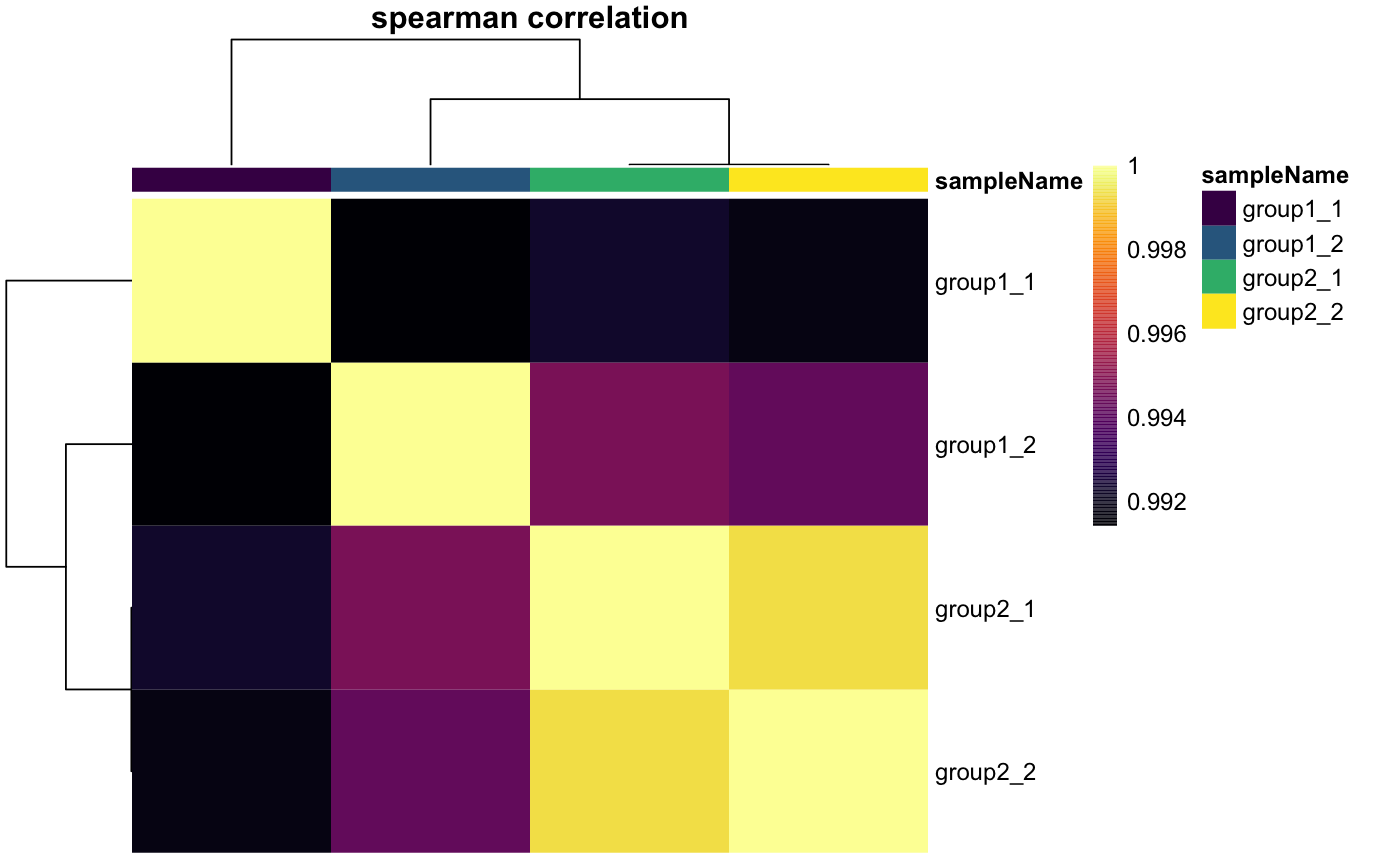 spearman correlation
sampleName
group1_1
group1_2
group2_1
group2_2
1
0.998
0.996
0.994
0.992
sampleName
group1_1
group1_2
group2_1
group2_2